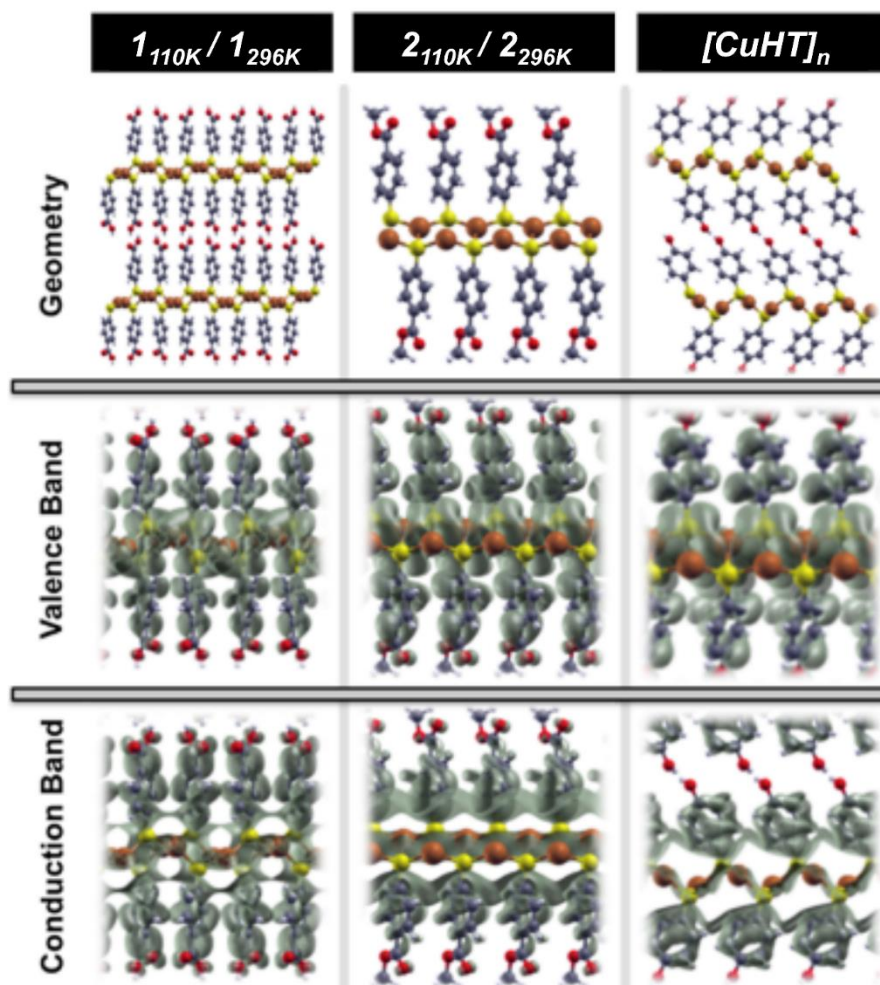 1110K / 1296K
2110K / 2296K
[CuHT]n
Geometry
Valence Band
Conduction Band